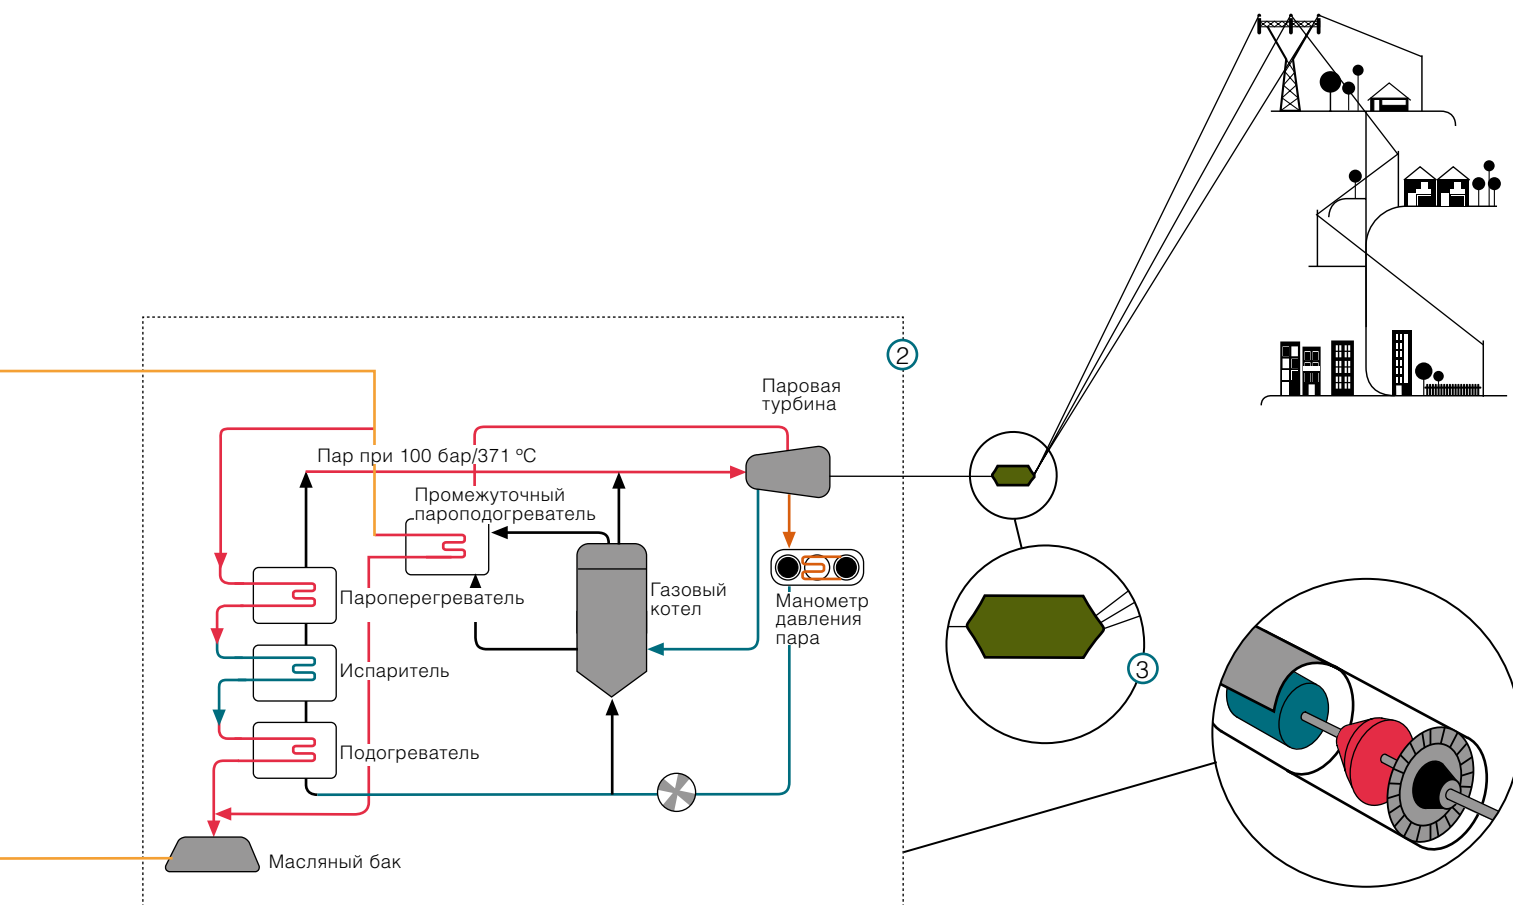 2
Паровая
турбина
Пар при 100 бар/371 ºC
Промежуточный
пароподогреватель
Газовый
котел
Пароперегреватель
Манометр
давления
пара
Испаритель
3
Подогреватель
Масляный бак